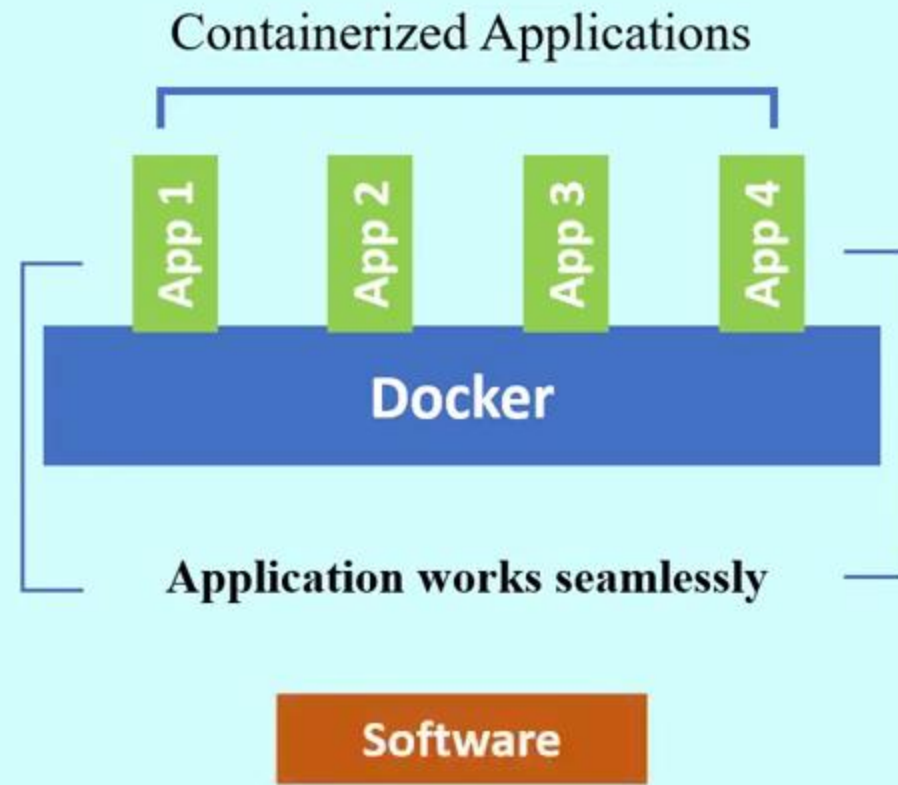 Containerized Applications
App 1
App 2
App 3
App 4
Docker
Application works seamlessly
Software